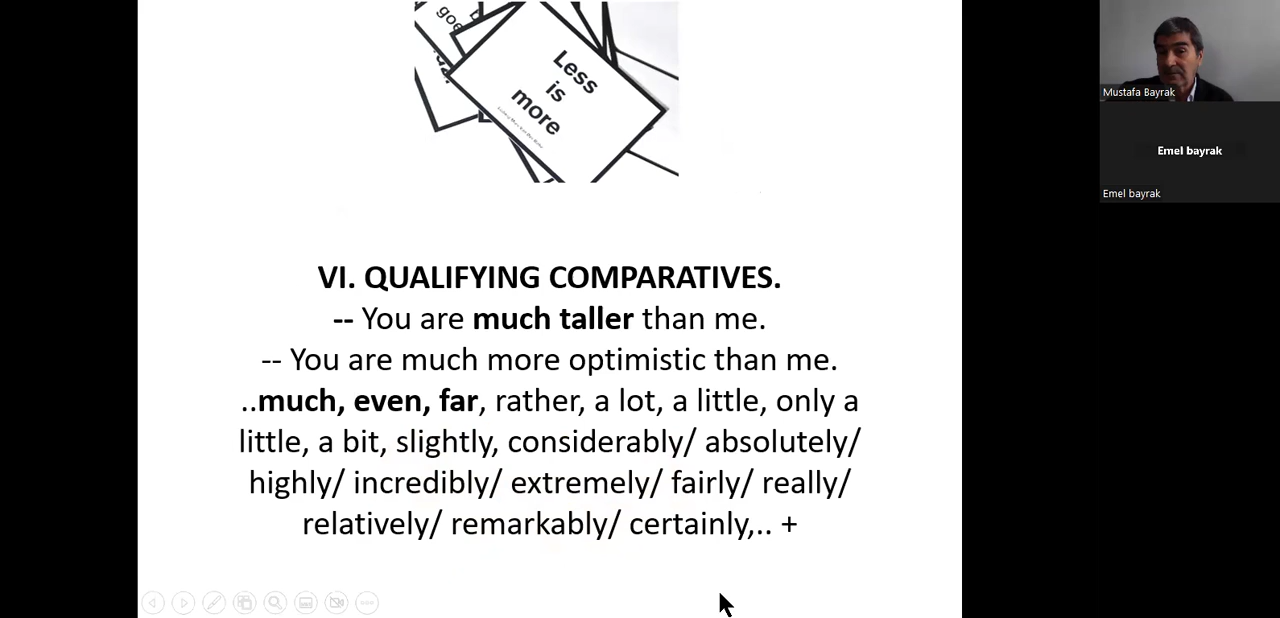 goe
Less
is
more
VI. QUALIFYING COMPARATIVES.
-- You are much taller than me.
-- You are much more optimistic than me.
..much, even, far, rather, a lot, a little, only a
little, a bit, slightly, considerably/ absolutely/
highly/ incredibly/ extremely/ fairly/ really/
relatively/ remarkably/ certainly,.. +
Mustafa Bayrak
Emel bayrak
Emel bayrak